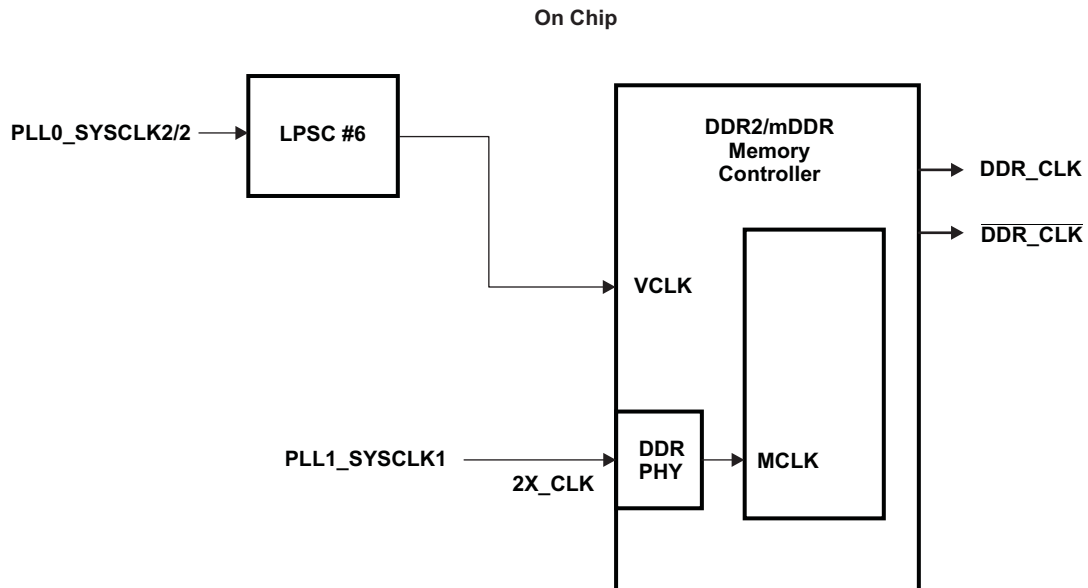 On Chip
PLL0_SYSCLK2/2
LPSC #6
DDR2/mDDR
Memory
Controller
DDR_CLK
DDR_CLK
VCLK
PLL1_SYSCLK1
2X_CLK
DDR
PHY
MCLK